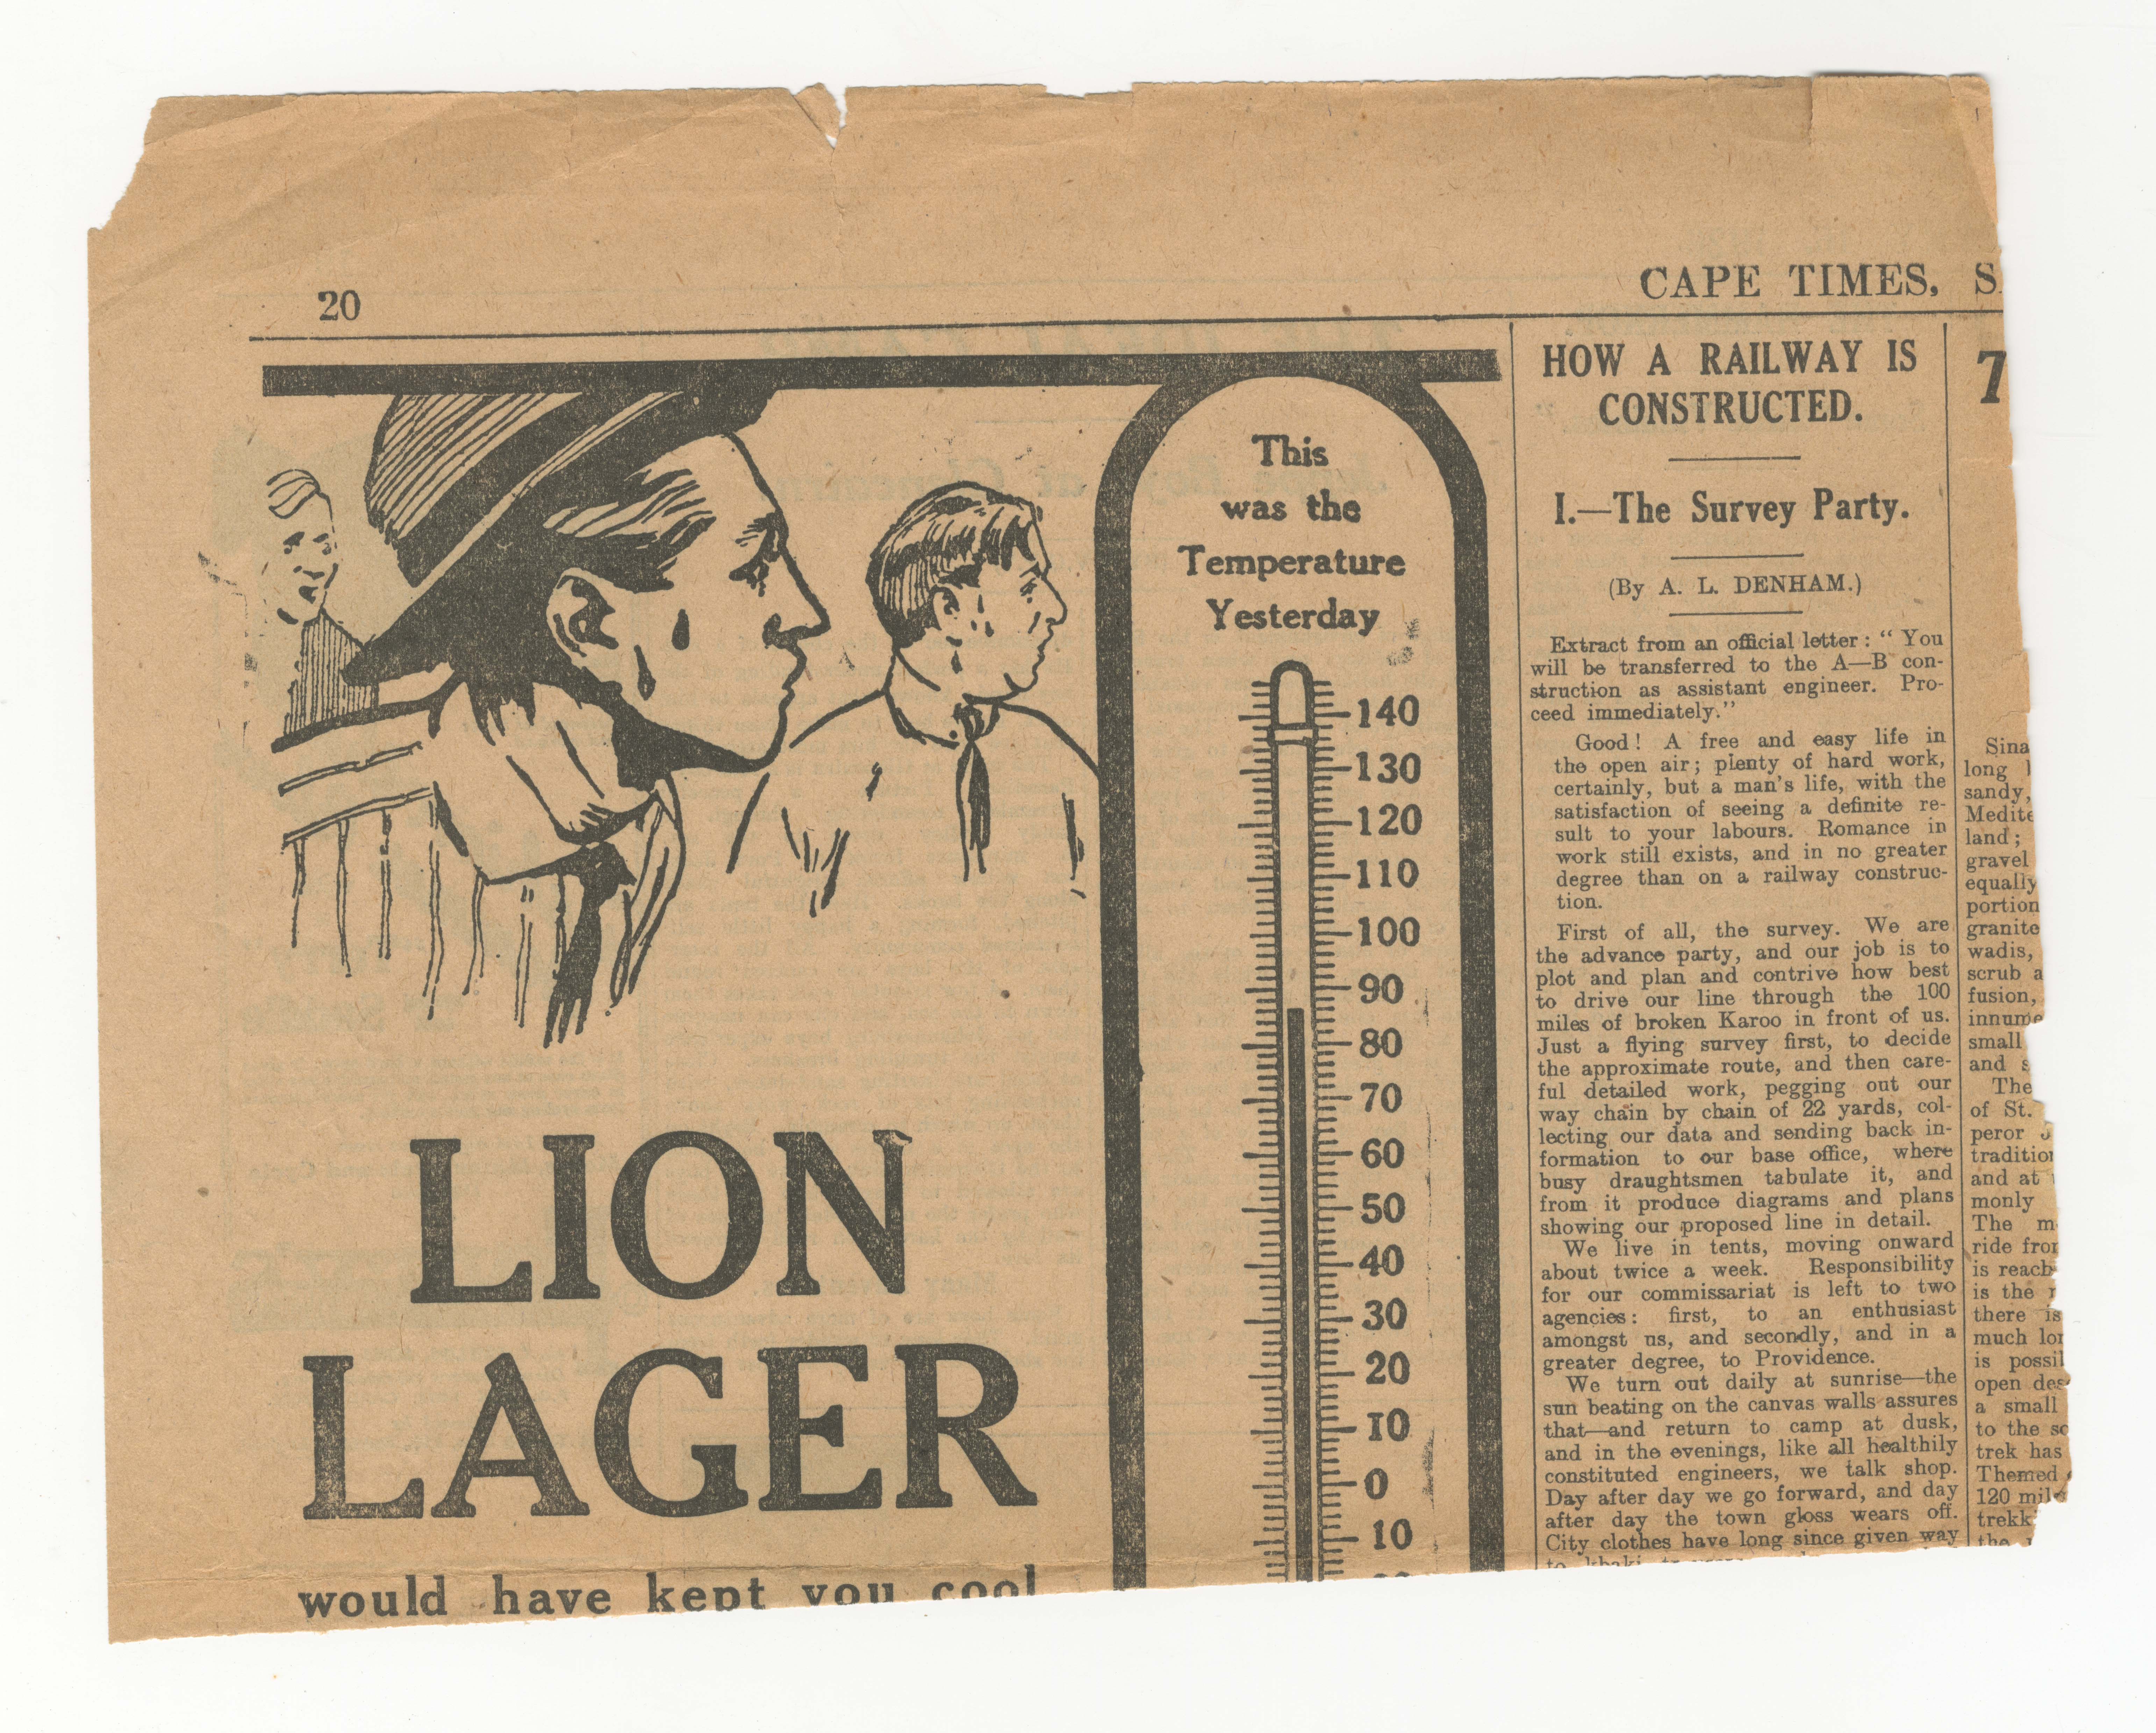 20
CAPE TIMES,
This
was the
Temperature
Yesterday
140
130
120
110
100
90
80
70
60
50
40
30
20
10
0
10
LION
LAGER
would have kept you cool
HOW A RAILWAY IS
CONSTRUCTED.
I.—The Survey Party.
(By A. L. DENHAM.)
Extract from an official letter: “ You
will be transferred to the A—B con-
struction as assistant engineer. Pro-
ceed immediately.”
Good! A free and easy life in
the open air; plenty of hard work,
certainly, but a man's life, with the
satisfaction of seeing a definite re-
sult to your labours. Romance in
work still exists, and in no greater
degree than on a railway construc-
tion.
First of all, the survey. We are
the advance party, and our job is to
plot and plan and contrive how best
to drive our line through the 100
miles of broken Karoo in front of us.
Just a flying survey first, to decide
the approximate route, and then care-
ful detailed work, pegging out our
way chain by chain of 22 yards, col-
lecting our data and sending back in-
formation to our base office, where
busy draughtsmen tabulate it, and
from it produce diagrams and plans
showing our proposed line in detail.
We live in tents, moving onward
about twice a week. Responsibility
for our commissariat is left to two
agencies: first, to an enthusiast
amongst us, and secondly, and in a
greater degree, to Providence.
We turn out daily at sunrise—the
sun beating on the canvas walls assures
that—and return to camp at dusk,
and in the evenings, like all healthily
constituted engineers, we talk shop.
Day after day we go forward, and day
after day the town gloss wears off.
City clothes have long since given way
to khaki
7
Sina
long
sandy,
Medite
land;
gravel
equally
portion
granite
wadis,
scrub a
fusion,
innume
small
and s
The
of St.
peror
tradition
and at
monly
The m
ride from
is reach
is the
there is
much lon
is possil
open des
a small
to the so
trek has
Themed
120 mile
trekk
the